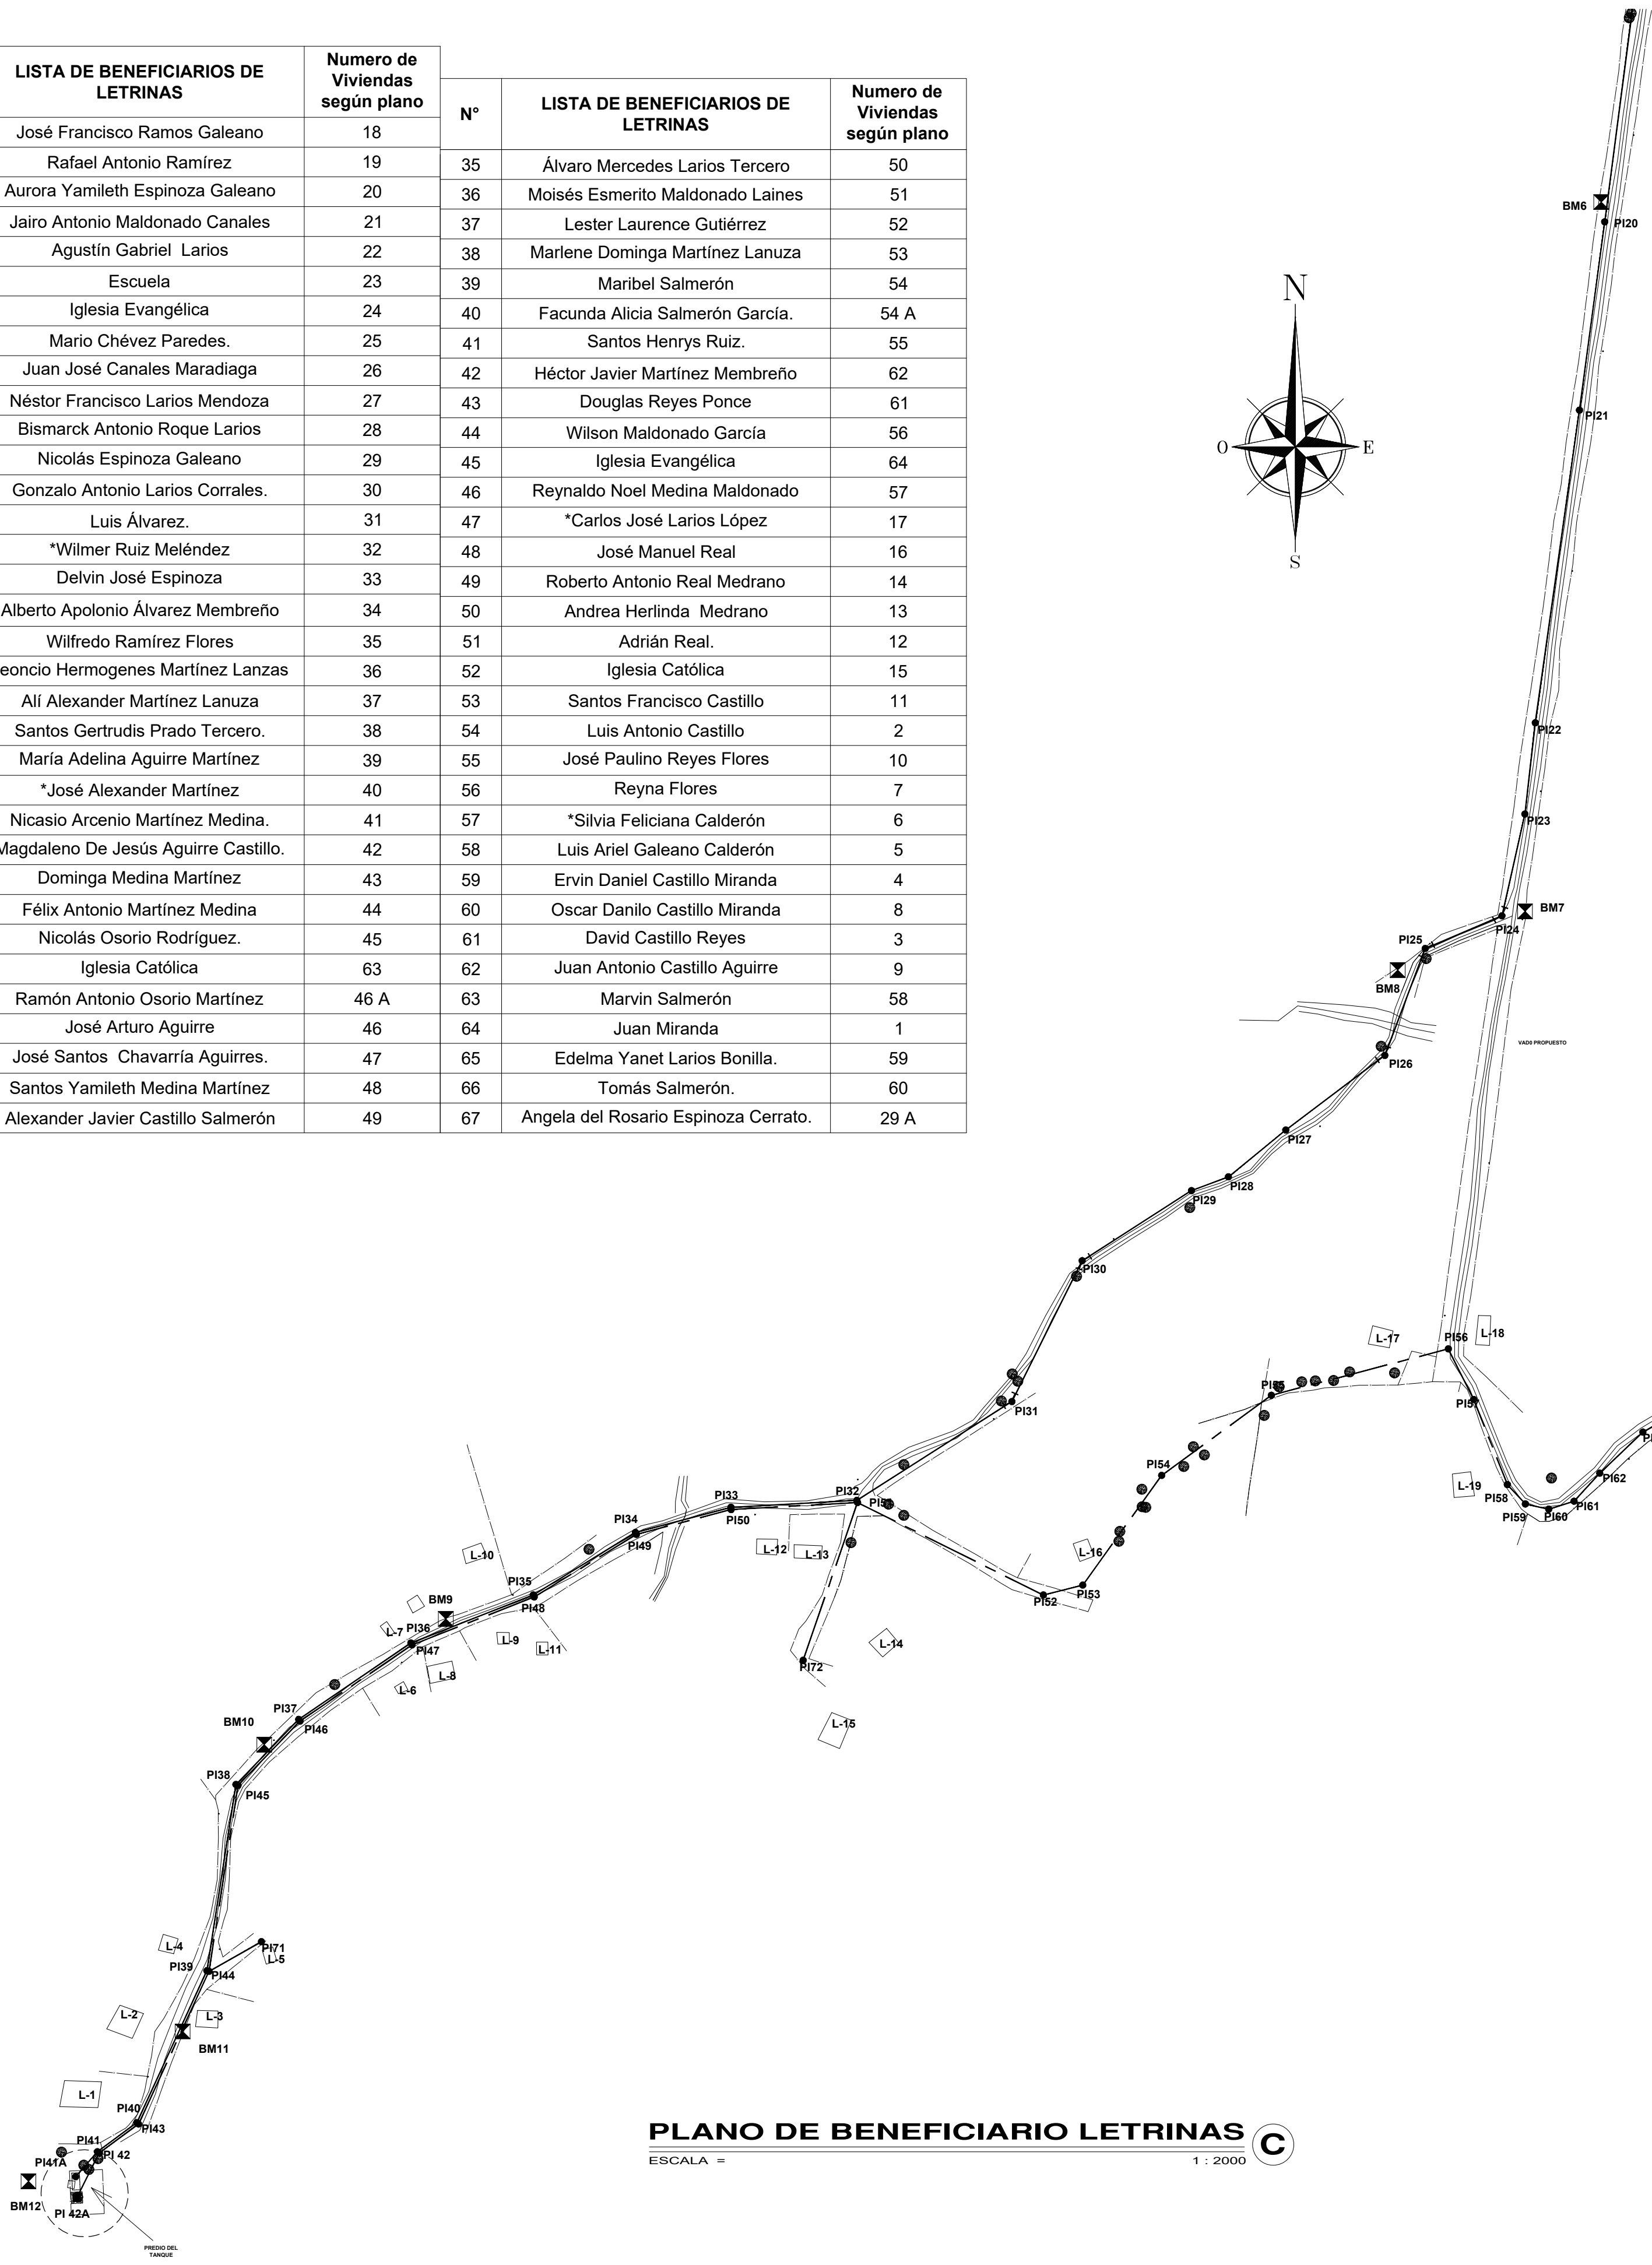 LISTA DE BENEFICIARIOS DE LETRINAS | Numero de Viviendas según plano
José Francisco Ramos Galeano 18
Rafael Antonio Ramírez 19
Aurora Yamileth Espinoza Galeano 20
Jairo Antonio Maldonado Canales 21
Agustín Gabriel Larios 22
Escuela 23
Iglesia Evangélica 24
Mario Chévez Paredes. 25
Juan José Canales Maradiaga 26
Néstor Francisco Larios Mendoza 27
Bismarck Antonio Roque Larios 28
Nicolás Espinoza Galeano 29
Gonzalo Antonio Larios Corrales. 30
Luis Álvarez. 31
*Wilmer Ruiz Meléndez 32
Delvin José Espinoza 33
Alberto Apolonio Álvarez Membreño 34
Wilfredo Ramírez Flores 35
eoncio Hermogenes Martínez Lanzas 36
Alí Alexander Martínez Lanuza 37
Santos Gertrudis Prado Tercero. 38
María Adelina Aguirre Martínez 39
*José Alexander Martínez 40
Nicasio Arcenio Martínez Medina. 41
Magdaleno De Jesús Aguirre Castillo. 42
Dominga Medina Martínez 43
Félix Antonio Martínez Medina 44
Nicolás Osorio Rodríguez. 45
Iglesia Católica 63
Ramón Antonio Osorio Martínez 46 A
José Arturo Aguirre 46
José Santos Chavarría Aguirres. 47
Santos Yamileth Medina Martínez 48
Alexander Javier Castillo Salmerón 49
N° | LISTA DE BENEFICIARIOS DE LETRINAS | Numero de Viviendas según plano
35 Álvaro Mercedes Larios Tercero 50
36 Moisés Esmerito Maldonado Laines 51
37 Lester Laurence Gutiérrez 52
38 Marlene Dominga Martínez Lanuza 53
39 Maribel Salmerón 54
40 Facunda Alicia Salmerón García. 54 A
41 Santos Henrys Ruiz. 55
42 Héctor Javier Martínez Membreño 62
43 Douglas Reyes Ponce 61
44 Wilson Maldonado García 56
45 Iglesia Evangélica 64
46 Reynaldo Noel Medina Maldonado 57
47 *Carlos José Larios López 17
48 José Manuel Real 16
49 Roberto Antonio Real Medrano 14
50 Andrea Herlinda Medrano 13
51 Adrián Real. 12
52 Iglesia Católica 15
53 Santos Francisco Castillo 11
54 Luis Antonio Castillo 2
55 José Paulino Reyes Flores 10
56 Reyna Flores 7
57 *Silvia Feliciana Calderón 6
58 Luis Ariel Galeano Calderón 5
59 Ervin Daniel Castillo Miranda 4
60 Oscar Danilo Castillo Miranda 8
61 David Castillo Reyes 3
62 Juan Antonio Castillo Aguirre 9
63 Marvin Salmerón 58
64 Juan Miranda 1
65 Edelma Yanet Larios Bonilla. 59
66 Tomás Salmerón. 60
67 Angela del Rosario Espinoza Cerrato. 29 A
N
O
E
S
BM6
PI20
PI21
PI22
PI23
BM7
PI24
PI25
BM8
VAD0 PROPUESTO
PI26
PI27
PI28
PI29
PI30
PI31
L-17
PI56
L-18
PI55
PI57
PI54
L-19
PI58
PI59
PI60
PI61
PI62
PI32
PI33
PI50
PI34
PI49
L-12
L-13
L-16
PI52
PI53
L-14
PI72
L-15
L-10
PI35
PI48
BM9
L-7
PI36
PI47
L-9
L-11
L-8
L-6
PI37
PI46
BM10
PI38
PI45
L-4
PI71
L-5
PI39
PI44
L-2
L-3
BM11
L-1
PI40
PI43
PI41
PI 42
PI41A
BM12
PI 42A
PREDIO DEL
TANQUE
PLANO DE BENEFICIARIO LETRINAS
C
ESCALA = 1 : 2000